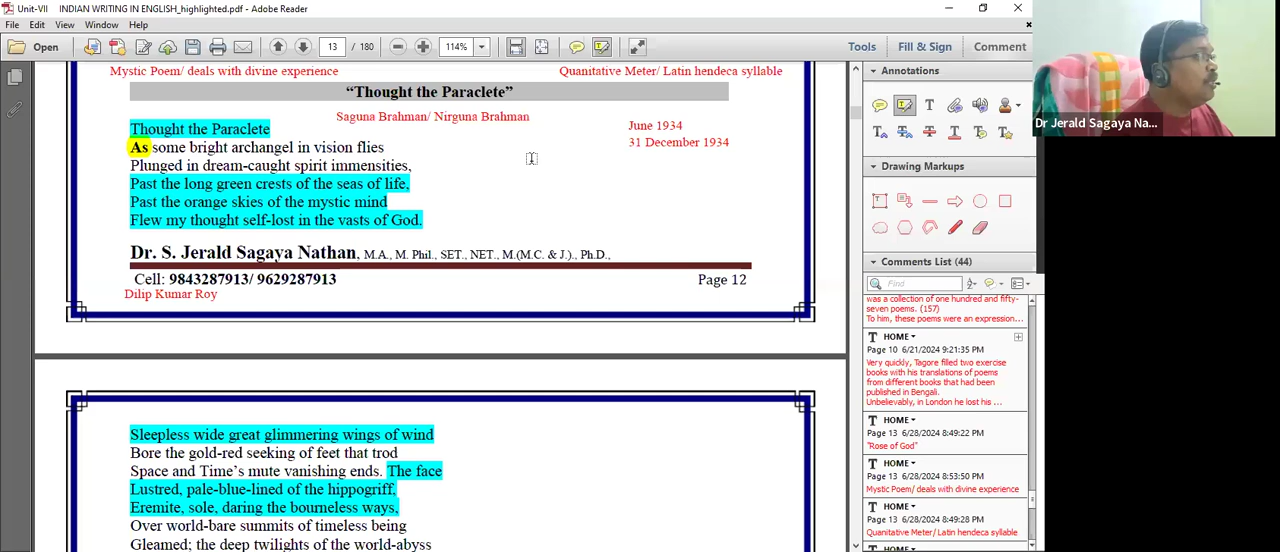 Unit-VII      INDIAN WRITING IN ENGLISH_highlighted.pdf - Adobe Reader
File Edit View Window Help
Open 13 / 180 114% Tools Fill & Sign Comment
Mystic Poem/ deals with divine experience
Quanitative Meter/ Latin hendeca syllable
“Thought the Paraclete”
Saguna Brahman/ Nirguna Brahman
June 1934
31 December 1934
Thought the Paraclete
As some bright archangel in vision flies
Plunged in dream-caught spirit immensities,
Past the long green crests of the seas of life,
Past the orange skies of the mystic mind
Flew my thought self-lost in the vasts of God.
Dr. S. Jerald Sagaya Nathan, M.A., M. Phil., SET., NET., M.(M.C. & J.)., Ph.D.,
Cell: 9843287913/ 9629287913
Page 12
Dilip Kumar Roy
Sleepless wide great glimmering wings of wind
Bore the gold-red seeking of feet that trod
Space and Time’s mute vanishing ends. The face
Lustred, pale-blue-lined of the hippogriff,
Eremite, sole, daring the bourneless ways,
Over world-bare summits of timeless being
Gleamed; the deep twilights of the world-abyss
Annotations
Drawing Markups
Comments List (44)
Find
was a collection of one hundred and fifty-
seven poems. (157)
To him, these poems were an expression...
HOME
Page 10 6/21/2024 9:21:35 PM
Very quickly, Tagore filled two exercise
books with his translations of poems
from different books that had been
published in Bengali.
Unbelievably, in London he lost his ...
HOME
Page 13 6/28/2024 8:49:22 PM
"Rose of God"
HOME
Page 13 6/28/2024 8:53:50 PM
Mystic Poem/ deals with divine experience
HOME
Page 13 6/28/2024 8:49:28 PM
Quanitative Meter/ Latin hendeca syllable
HOME
Dr Jerald Sagaya Na...